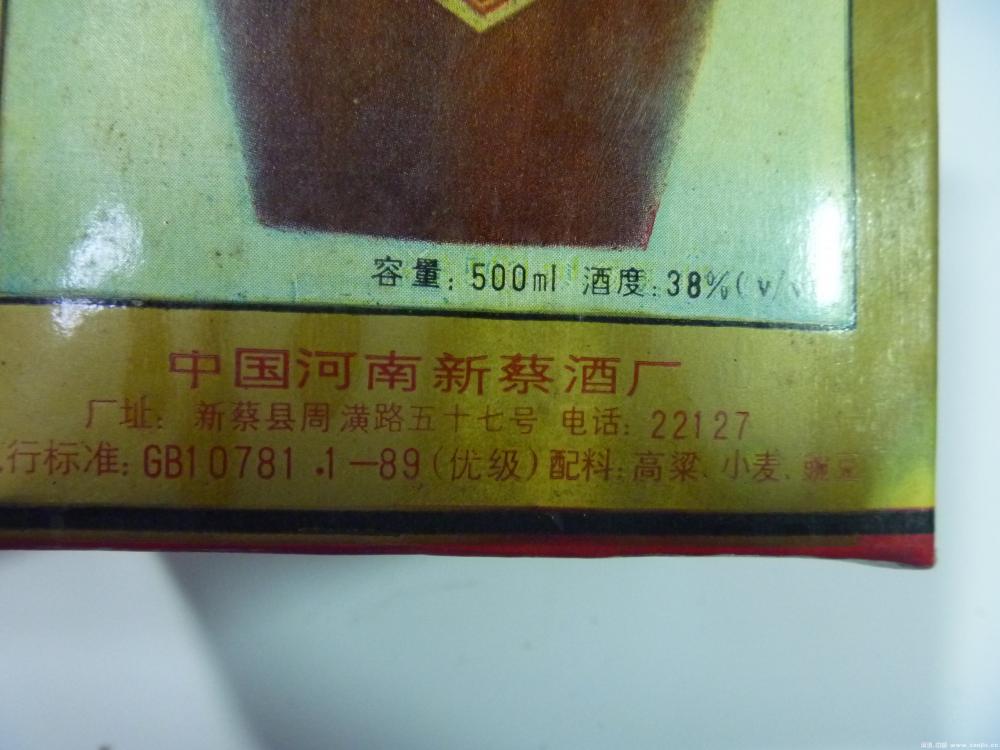 容量: 500ml 酒度: 38%(v/v
中国河南新蔡酒厂
厂址: 新蔡县周潢路五十七号 电话: 22127
行标准: GB10781.1-89(优级)配料:高粱、小麦、豌豆